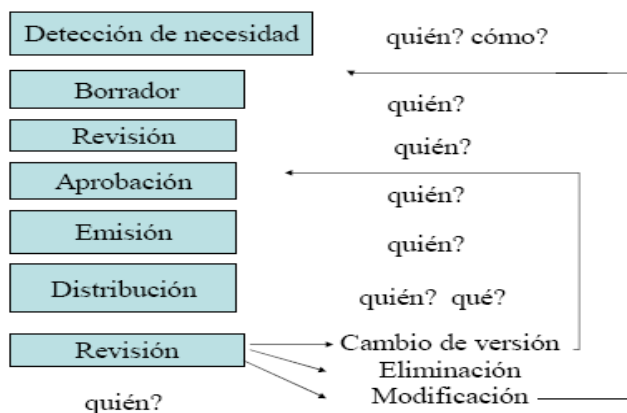 Detección de necesidad quién? cómo?
Borrador quién?
Revisión quién?
Aprobación quién?
Emisión quién?
Distribución quién? qué?
Revisión Cambio de versión
Eliminación
quién? Modificación